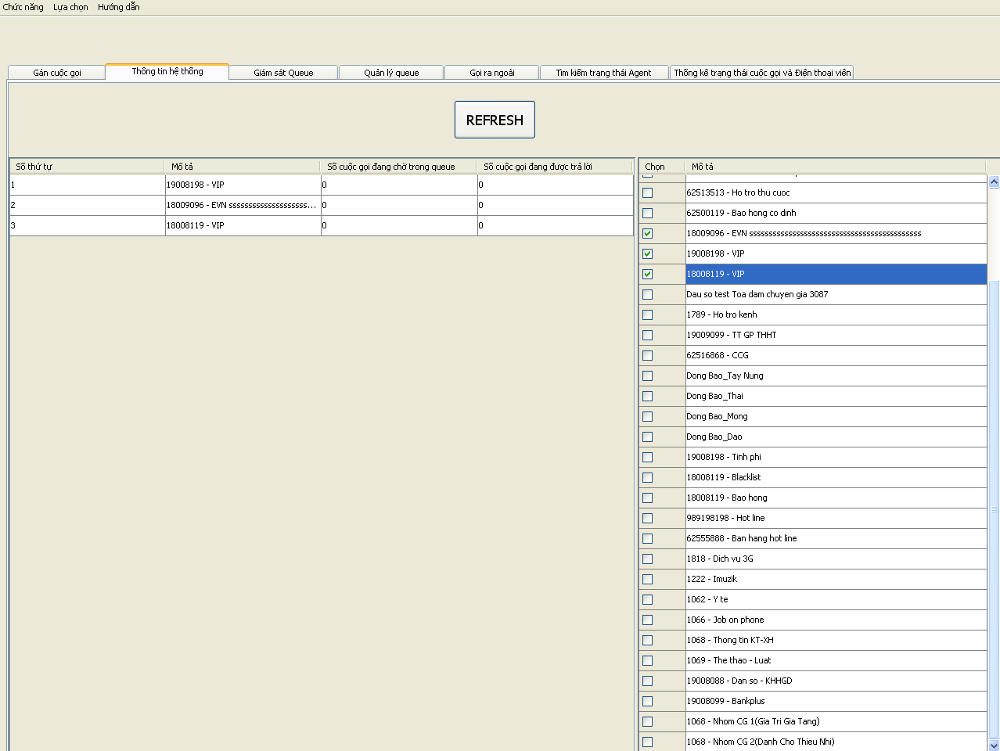 Chức năng Lựa chọn Hướng dẫn
Gán cuộc gọi Thông tin hệ thống Giám sát Queue Quản lý queue Gọi ra ngoài Tìm kiếm trạng thái Agent Thống kê trạng thái cuộc gọi và Điện thoại viên
REFRESH
Số thứ tự Mô tả Số cuộc gọi đang chờ trong queue Số cuộc gọi đang được trả lời
1 19008198 - VIP 0 0
2 18009096 - EVN ssssssssssssssssssss... 0 0
3 18008119 - VIP 0 0
Chọn Mô tả
62513513 - Ho tro thu cuoc
62500119 - Bao hong co dinh
18009096 - EVN ssssssssssssssssssssssssssssssssssssssssssss
19008198 - VIP
18008119 - VIP
Dau so test Toa dam chuyen gia 3087
1789 - Ho tro kenh
19009099 - TT GP THHT
62516868 - CCG
Dong Bao_Tay Nung
Dong Bao_Thai
Dong Bao_Mong
Dong Bao_Dao
19008198 - Tinh phi
18008119 - Blacklist
18008119 - Bao hong
989198198 - Hot line
62555888 - Ban hang hot line
1818 - Dich vu 3G
1222 - Imuzik
1062 - Y te
1066 - Job on phone
1068 - Thong tin KT-XH
1069 - The thao - Luat
19008088 - Dan so - KHHGD
19008099 - Bankplus
1068 - Nhom CG 1(Gia Tri Gia Tang)
1068 - Nhom CG 2(Danh Cho Thieu Nhi)